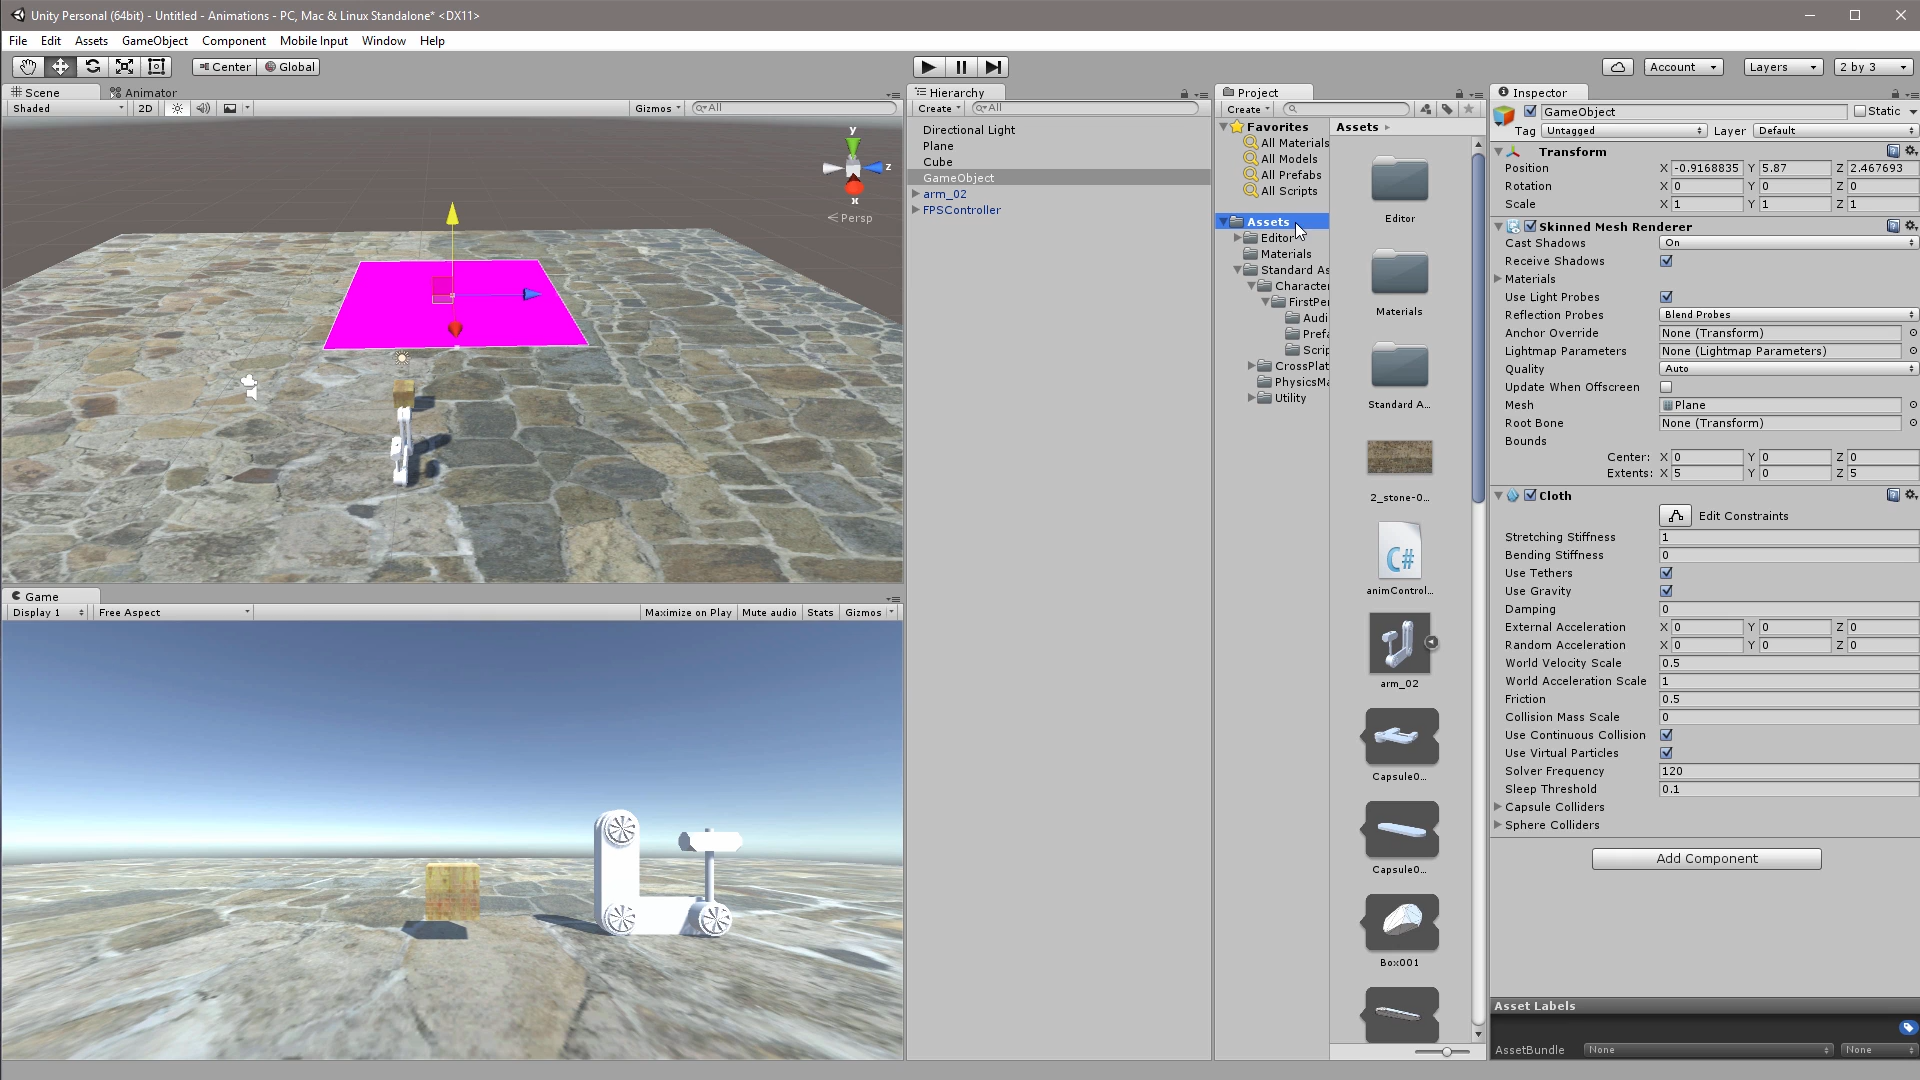 Unity Personal (64bit) - Untitled - Animations - PC, Mac & Linux Standalone* <DX11>
File Edit Assets GameObject Component Mobile Input Window Help
Center Global
Account Layers 2 by 3
Scene Animator
Shaded 2D Gizmos All
y
z
x
Persp
Game
Display 1 Free Aspect Maximize on Play Mute audio Stats Gizmos
Hierarchy
Create All
Directional Light
Plane
Cube
GameObject
arm_02
FPSController
Project
Create
Favorites
All Materials
All Models
All Prefabs
All Scripts
Assets
Editor
Materials
Standard As
Character
FirstPer
Audi
Prefa
Scrip
CrossPlat
PhysicsMa
Utility
Assets
Editor
Materials
Standard A...
2_stone-0...
C#
animControl...
arm_02
Capsule0...
Capsule0...
Box001
Inspector
GameObject Static
Tag Untagged Layer Default
Transform
Position X -0.9168835 Y 5.87 Z 2.467693
Rotation X 0 Y 0 Z 0
Scale X 1 Y 1 Z 1
Skinned Mesh Renderer
Cast Shadows On
Receive Shadows
Materials
Use Light Probes
Reflection Probes Blend Probes
Anchor Override None (Transform)
Lightmap Parameters None (Lightmap Parameters)
Quality Auto
Update When Offscreen
Mesh Plane
Root Bone None (Transform)
Bounds
Center: X 0 Y 0 Z 0
Extents: X 5 Y 0 Z 5
Cloth
Edit Constraints
Stretching Stiffness 1
Bending Stiffness 0
Use Tethers
Use Gravity
Damping 0
External Acceleration X 0 Y 0 Z 0
Random Acceleration X 0 Y 0 Z 0
World Velocity Scale 0.5
World Acceleration Scale 1
Friction 0.5
Collision Mass Scale 0
Use Continuous Collision
Use Virtual Particles
Solver Frequency 120
Sleep Threshold 0.1
Capsule Colliders
Sphere Colliders
Add Component
Asset Labels
AssetBundle None None